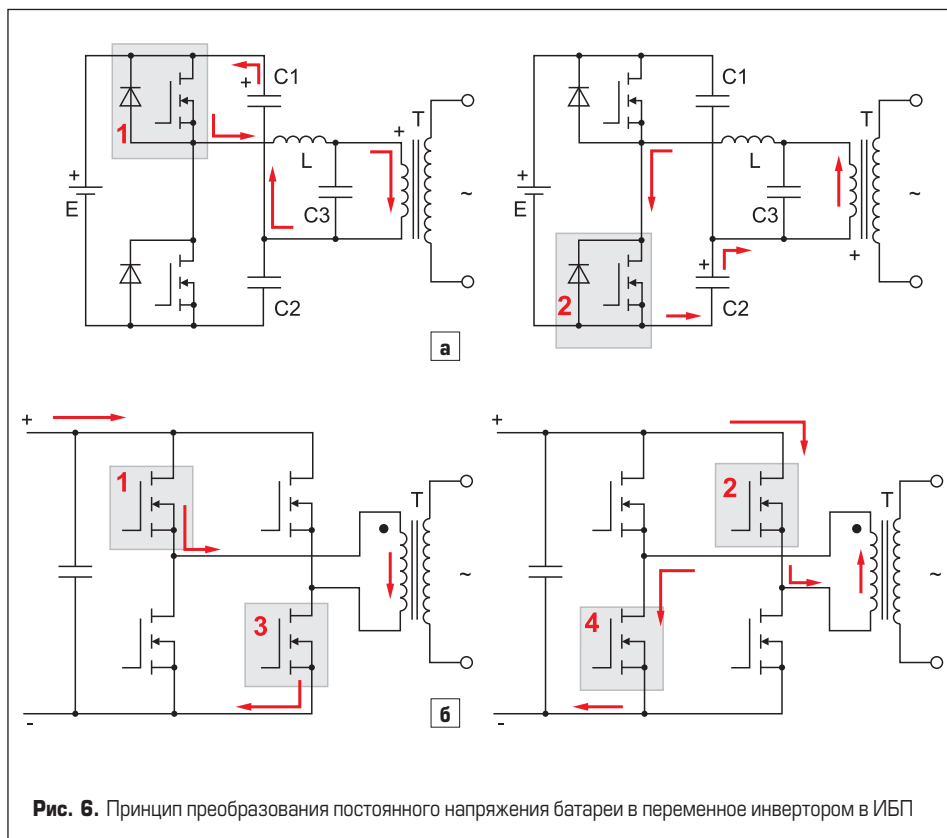 + C1 T
1 +
L
+
E C3 ~
C2
C1 T
+
L
E C3 ~
2 + +
C2
а
+ +
1 2
T T
~ ~
3 4
- -
б
Рис. 6. Принцип преобразования постоянного напряжения батареи в переменное инвертором в ИБП